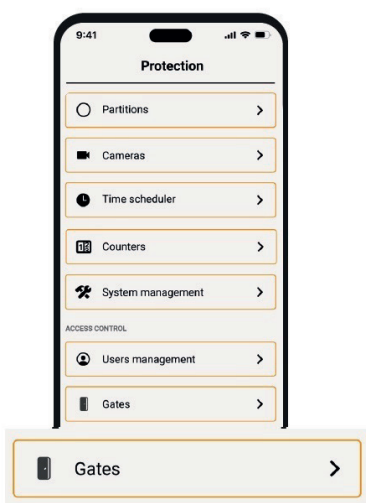 9:41
Protection
Partitions
Cameras
Time scheduler
Counters
System management
ACCESS CONTROL
Users management
Gates
Gates